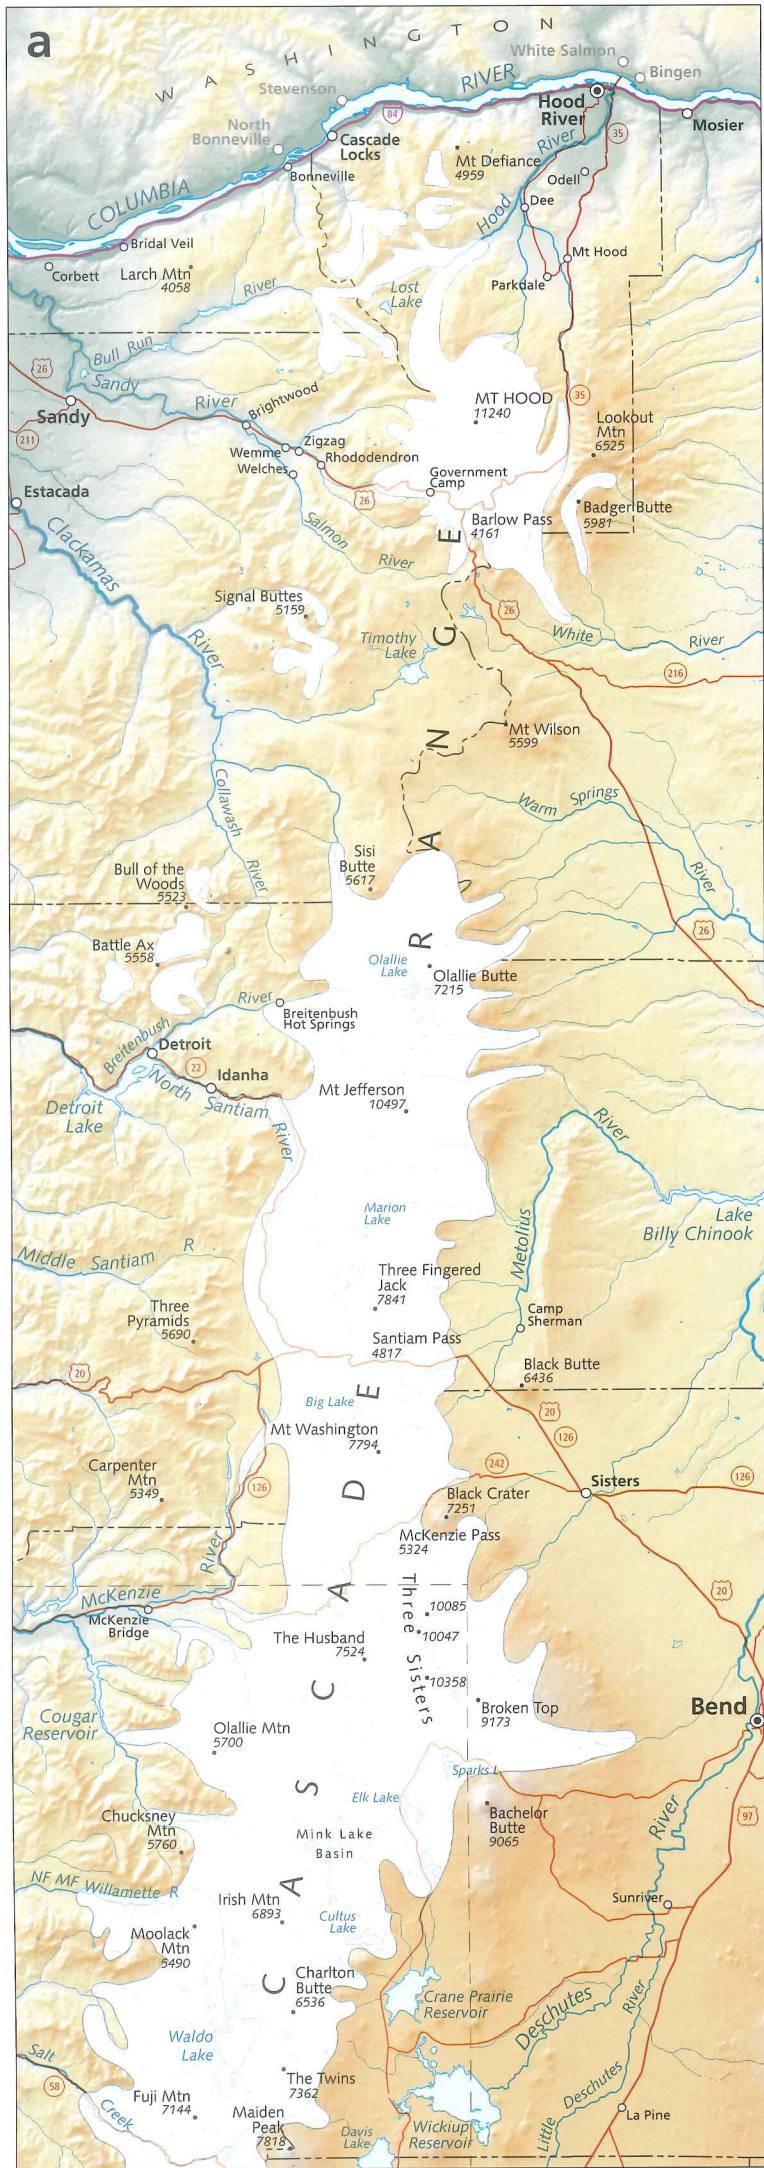 a
WASHINGTON
White Salmon
Bingen
Stevenson
RIVER
Hood
River
84
Mosier
North
Bonneville
Cascade
Locks
35
River
Mt Defiance
4959
Bonneville
Odell
COLUMBIA
Hood
Dee
Bridal Veil
Corbett
Larch Mtn
4058
Mt Hood
Parkdale
River
Lost
Lake
Bull Run
26
Sandy
River
Sandy
MT HOOD
11240
35
Brightwood
Lookout
Mtn
6525
211
Zigzag
Wemme
Rhododendron
Welches
Government
Camp
Estacada
26
Badger Butte
5981
Barlow Pass
4161
Clackamas
River
Salmon
River
Signal Buttes
5159
26
White
River
Timothy
Lake
216
Mt Wilson
5599
Collawash
River
Warm Springs
River
Sisi
Butte
5617
Bull of the
Woods
5523
26
Battle Ax
5558
Olallie
Lake
Olallie Butte
7215
River
Breitenbush
Breitenbush
Hot Springs
Detroit
22
Idanha
North Santiam
River
Detroit
Lake
Mt Jefferson
10497
River
Metolius
Marion
Lake
Lake
Billy Chinook
Middle Santiam R
Three Fingered
Jack
7841
Three
Pyramids
5690
Camp
Sherman
Santiam Pass
4817
20
Black Butte
6436
Big Lake
20
126
Mt Washington
7794
242
Carpenter
Mtn
5349
126
Sisters
126
Black Crater
7251
McKenzie Pass
5324
River
McKenzie
McKenzie
Bridge
20
Three Sisters
10085
10047
10358
The Husband
7524
Broken Top
9173
Bend
Cougar
Reservoir
Olallie Mtn
5700
Sparks L
Elk Lake
Bachelor
Butte
9065
97
River
Chucksney
Mtn
5760
Mink Lake
Basin
NF MF Willamette R
Irish Mtn
6893
Sunriver
Cultus
Lake
Moolack
Mtn
5490
Charlton
Butte
6536
Crane Prairie
Reservoir
Deschutes
River
Waldo
Lake
Salt
Creek
58
The Twins
7362
Little Deschutes
Fuji Mtn
7144
La Pine
Maiden
Peak
7818
Wickiup
Reservoir
Davis
Lake
CASCADE RANGE